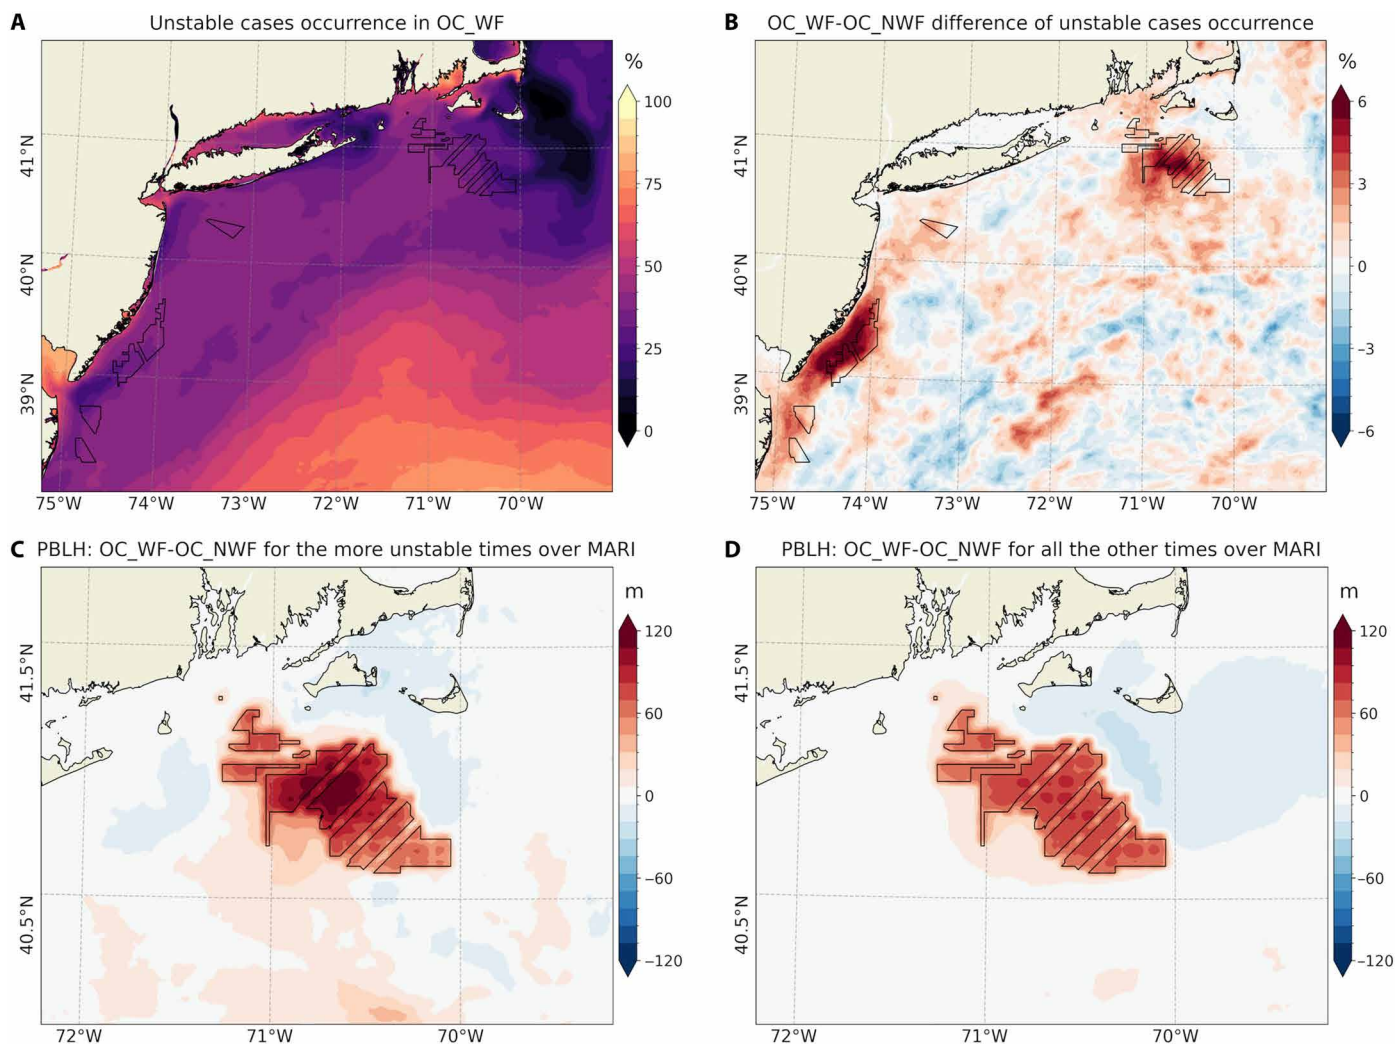 A Unstable cases occurrence in OC_WF
%
100
75
50
25
0
41°N
40°N
39°N
75°W 74°W 73°W 72°W 71°W 70°W
B OC_WF-OC_NWF difference of unstable cases occurrence
%
6
3
0
−3
−6
41°N
40°N
39°N
75°W 74°W 73°W 72°W 71°W 70°W
C PBLH: OC_WF-OC_NWF for the more unstable times over MARI
m
120
60
0
−60
−120
41.5°N
40.5°N
72°W 71°W 70°W
D PBLH: OC_WF-OC_NWF for all the other times over MARI
m
120
60
0
−60
−120
41.5°N
40.5°N
72°W 71°W 70°W